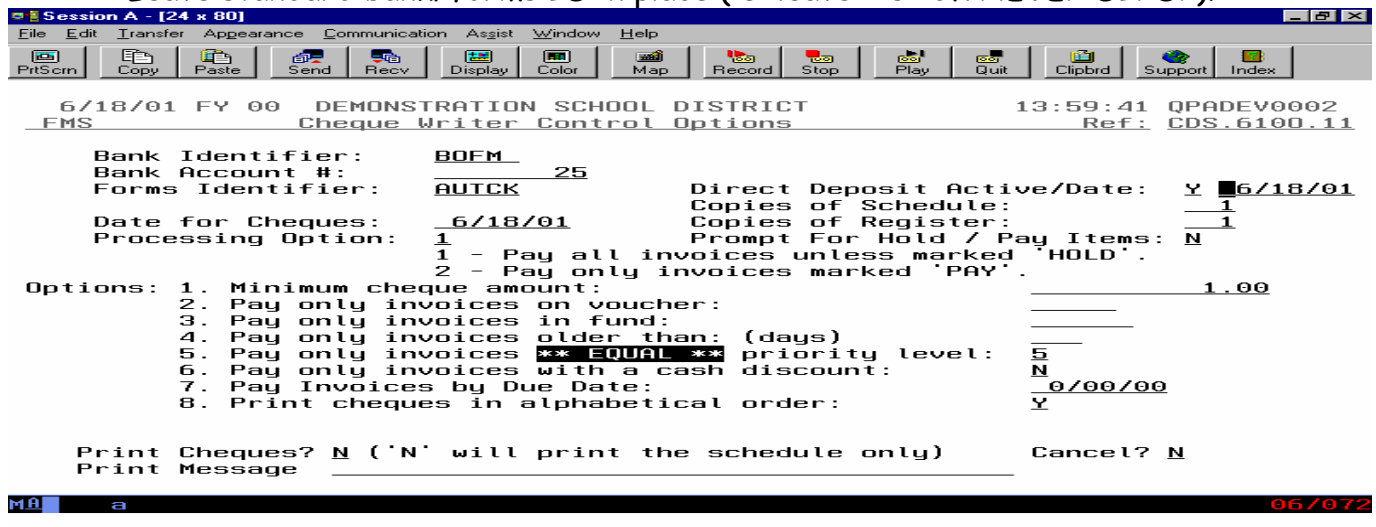 Session A - [24 x 80]
File Edit Transfer Appearance Communication Assist Window Help
PrtScrn Copy Paste Send Recv Display Color Map Record Stop Play Quit Clipbrd Support Index
6/18/01 FY 00 DEMONSTRATION SCHOOL DISTRICT 13:59:41 QPADEV0002
FMS Cheque Writer Control Options Ref: CDS.6100.11
Bank Identifier: BOFM
Bank Account #: 25
Forms Identifier: AUTCK Direct Deposit Active/Date: Y 6/18/01
Copies of Schedule: 1
Date for Cheques: 6/18/01 Copies of Register: 1
Processing Option: 1 Prompt For Hold / Pay Items: N
1 - Pay all invoices unless marked 'HOLD'.
2 - Pay only invoices marked 'PAY'.
Options: 1. Minimum cheque amount: 1.00
2. Pay only invoices on voucher:
3. Pay only invoices in fund:
4. Pay only invoices older than: (days)
5. Pay only invoices ** EQUAL ** priority level: 5
6. Pay only invoices with a cash discount: N
7. Pay Invoices by Due Date: 0/00/00
8. Print cheques in alphabetical order: Y
Print Cheques? N ('N' will print the schedule only) Cancel? N
Print Message
MA a 06/072